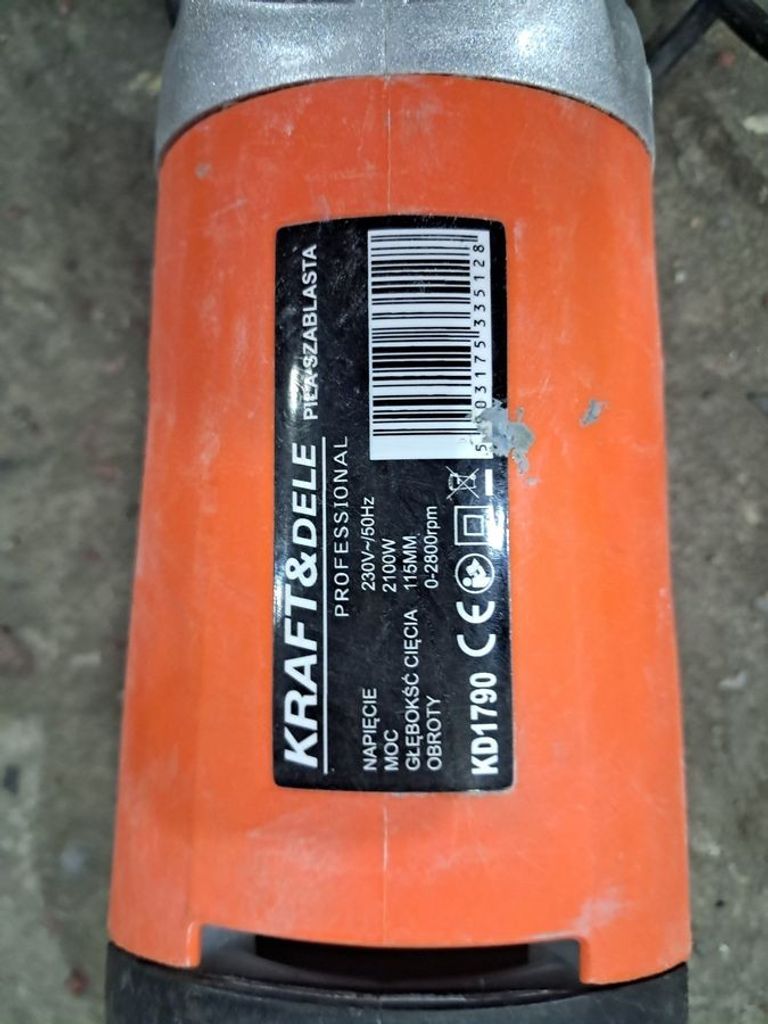 KRAFT&DELE PIŁA SZABLASTA
PROFESSIONAL
NAPIĘCIE 230V~/50Hz
MOC 2100W
GŁĘBOKŚĆ CIĘCIA 115MM
OBROTY 0-2800rpm
KD1790 CE
03175 335128